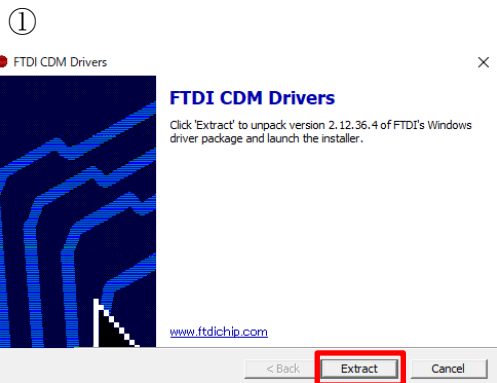 ①
FTDI CDM Drivers
FTDI CDM Drivers
Click 'Extract' to unpack version 2.12.36.4 of FTDI's Windows
driver package and launch the installer.
www.ftdichip.com
< Back Extract Cancel